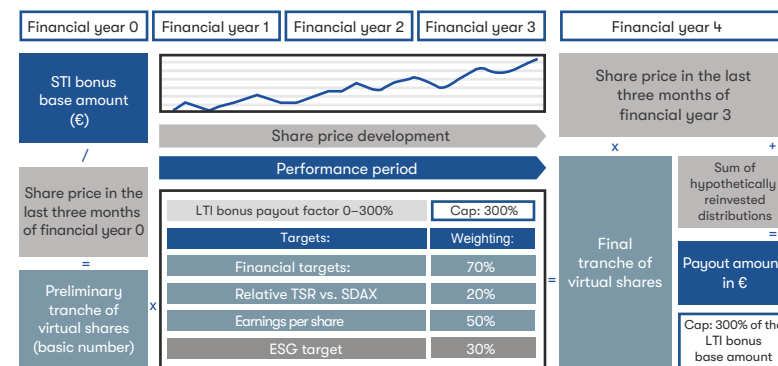 Financial year 0
Financial year 1
Financial year 2
Financial year 3
Financial year 4
STI bonus
base amount
(€)
/
Share price in the
last three months
of financial year 0
=
Preliminary
tranche of
virtual shares
(basic number)
x
Share price development
Performance period
LTI bonus payout factor 0–300%
Cap: 300%
Targets:
Weighting:
Financial targets:
70%
Relative TSR vs. SDAX
20%
Earnings per share
50%
ESG target
30%
=
Share price in the last
three months of
financial year 3
x
Final
tranche of
virtual shares
+
Sum of
hypothetically
reinvested
distributions
=
Payout amoun
in €
Cap: 300% of the
LTI bonus
base amount